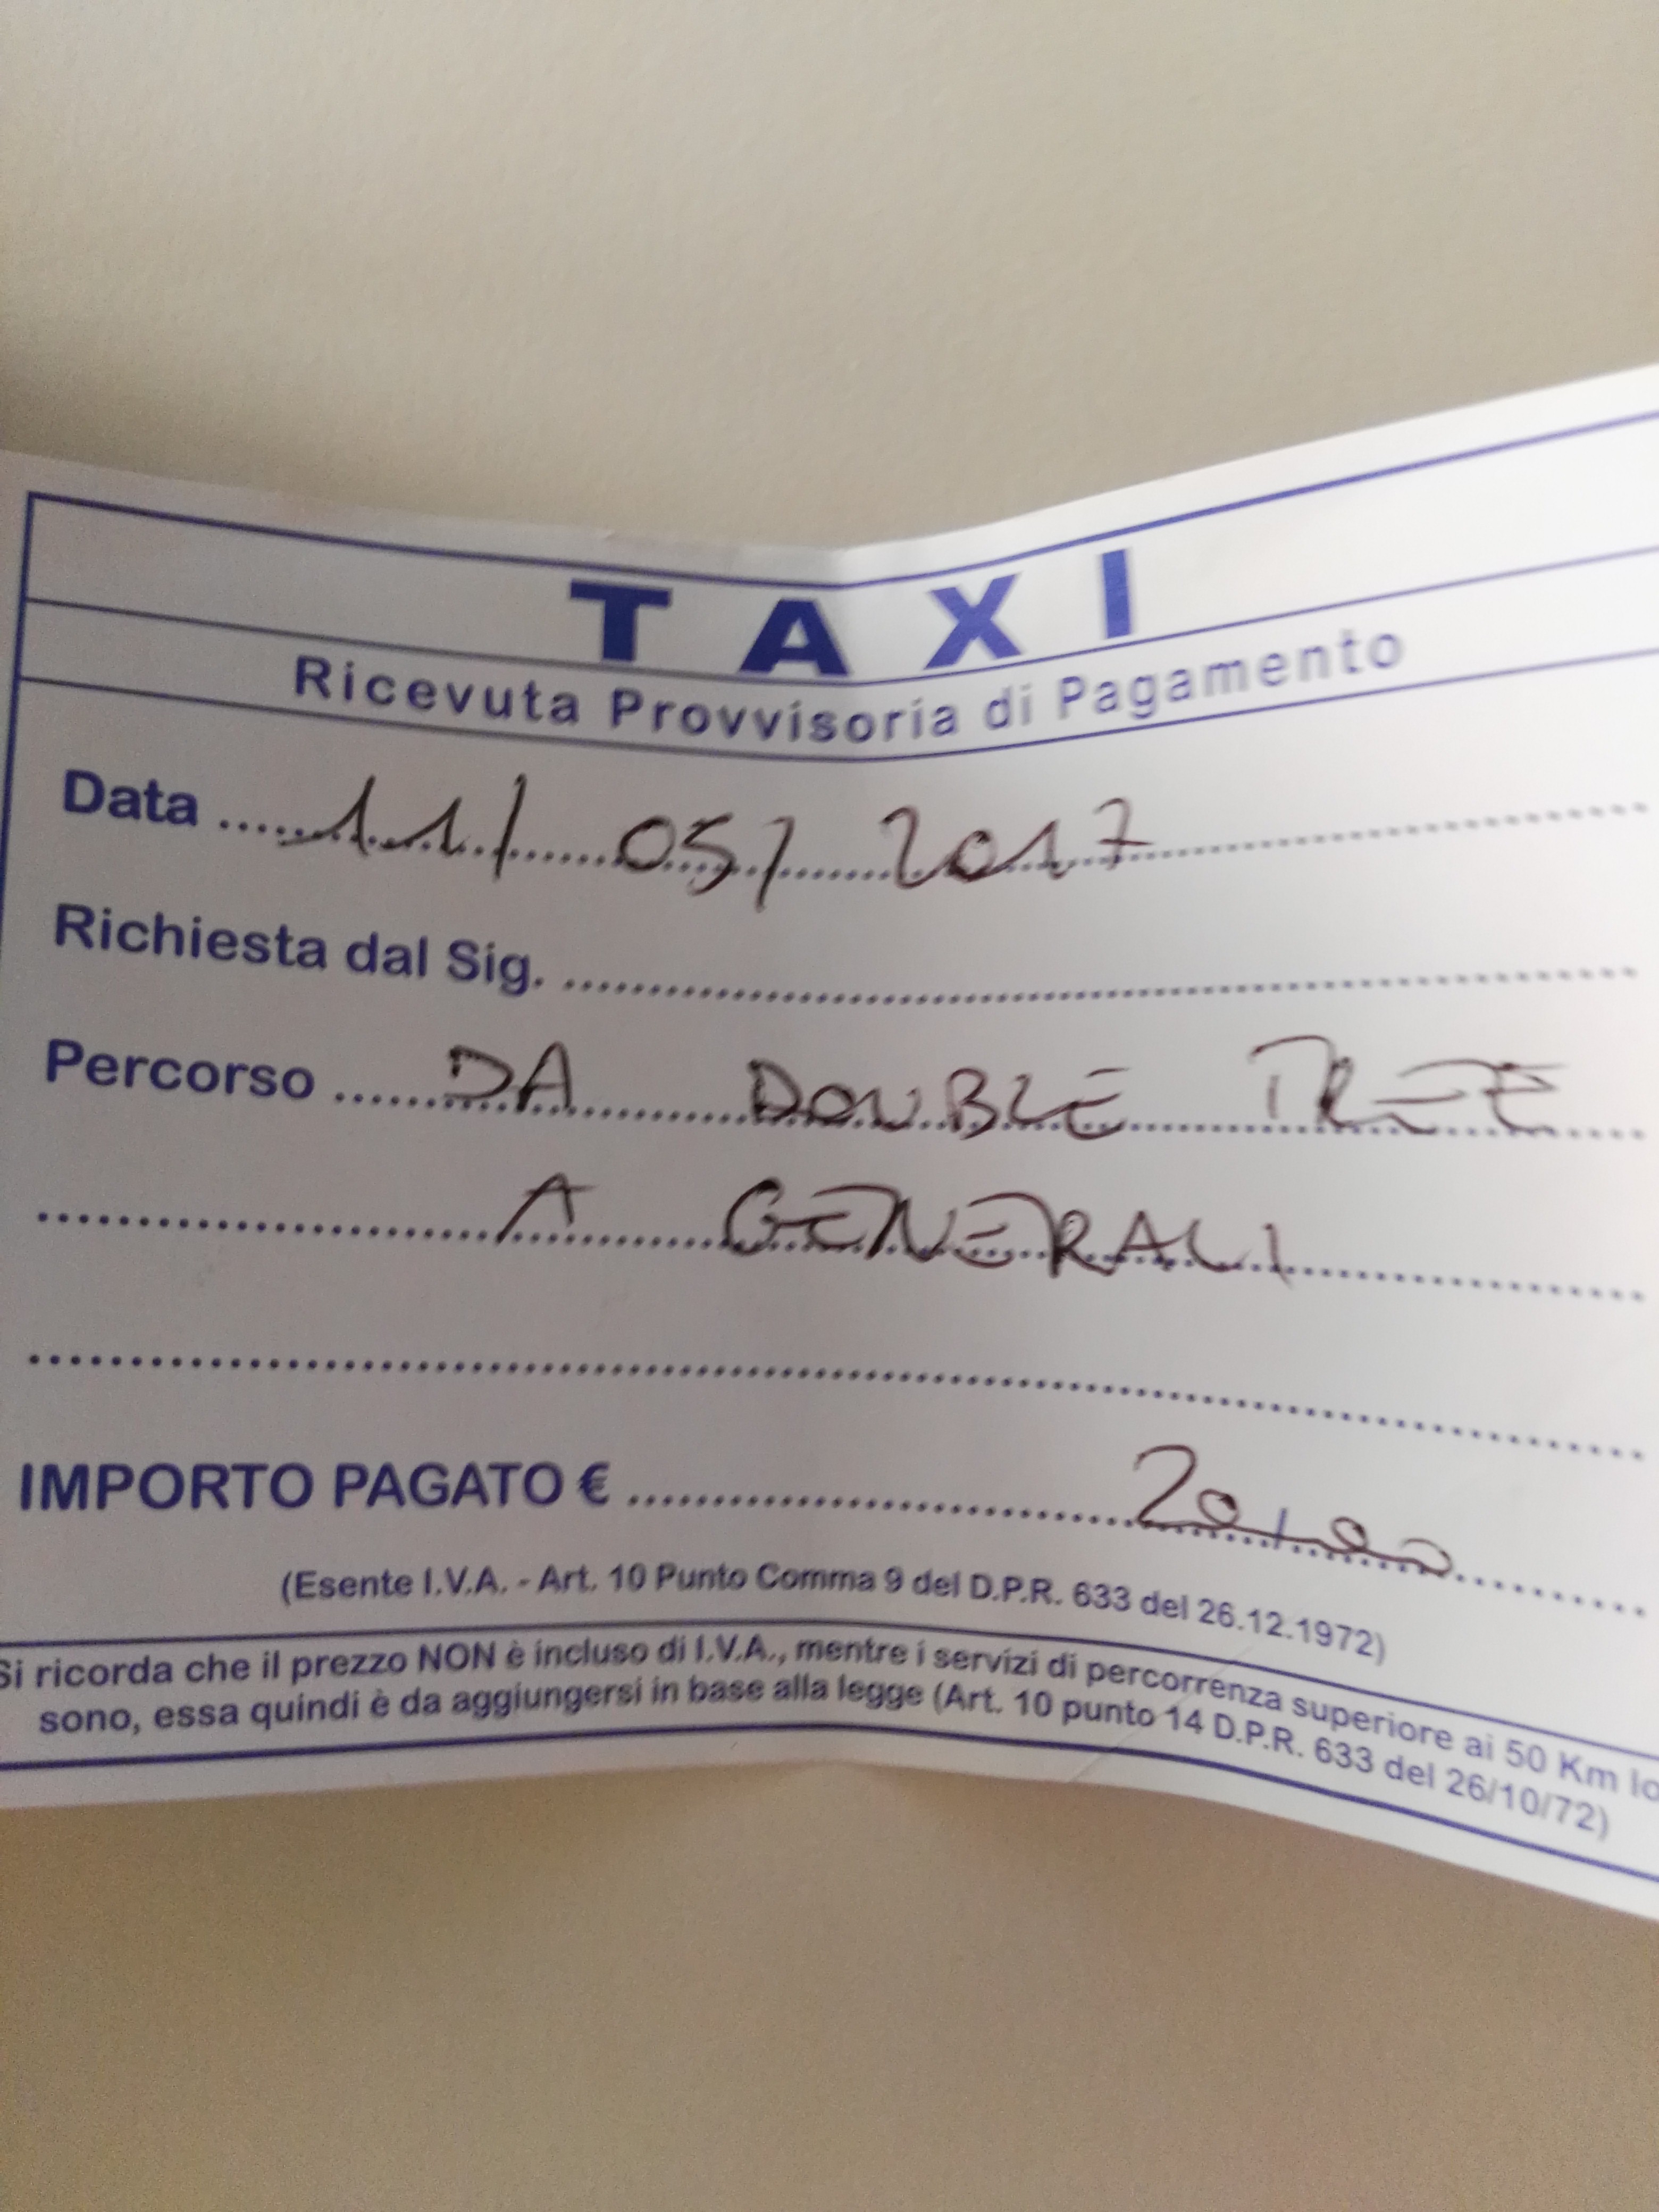 TAXI
Ricevuta Provvisoria di Pagamento
Data 11/05/2017
Richiesta dal Sig.
Percorso DA DOUBLE TREE
A GENERALI
IMPORTO PAGATO € 20,00
(Esente I.V.A. - Art. 10 Punto Comma 9 del D.P.R. 633 del 26.12.1972)
Si ricorda che il prezzo NON è incluso di I.V.A., mentre i servizi di percorrenza superiore ai 50 Km lo
sono, essa quindi è da aggiungersi in base alla legge (Art. 10 punto 14 D.P.R. 633 del 26/10/72)